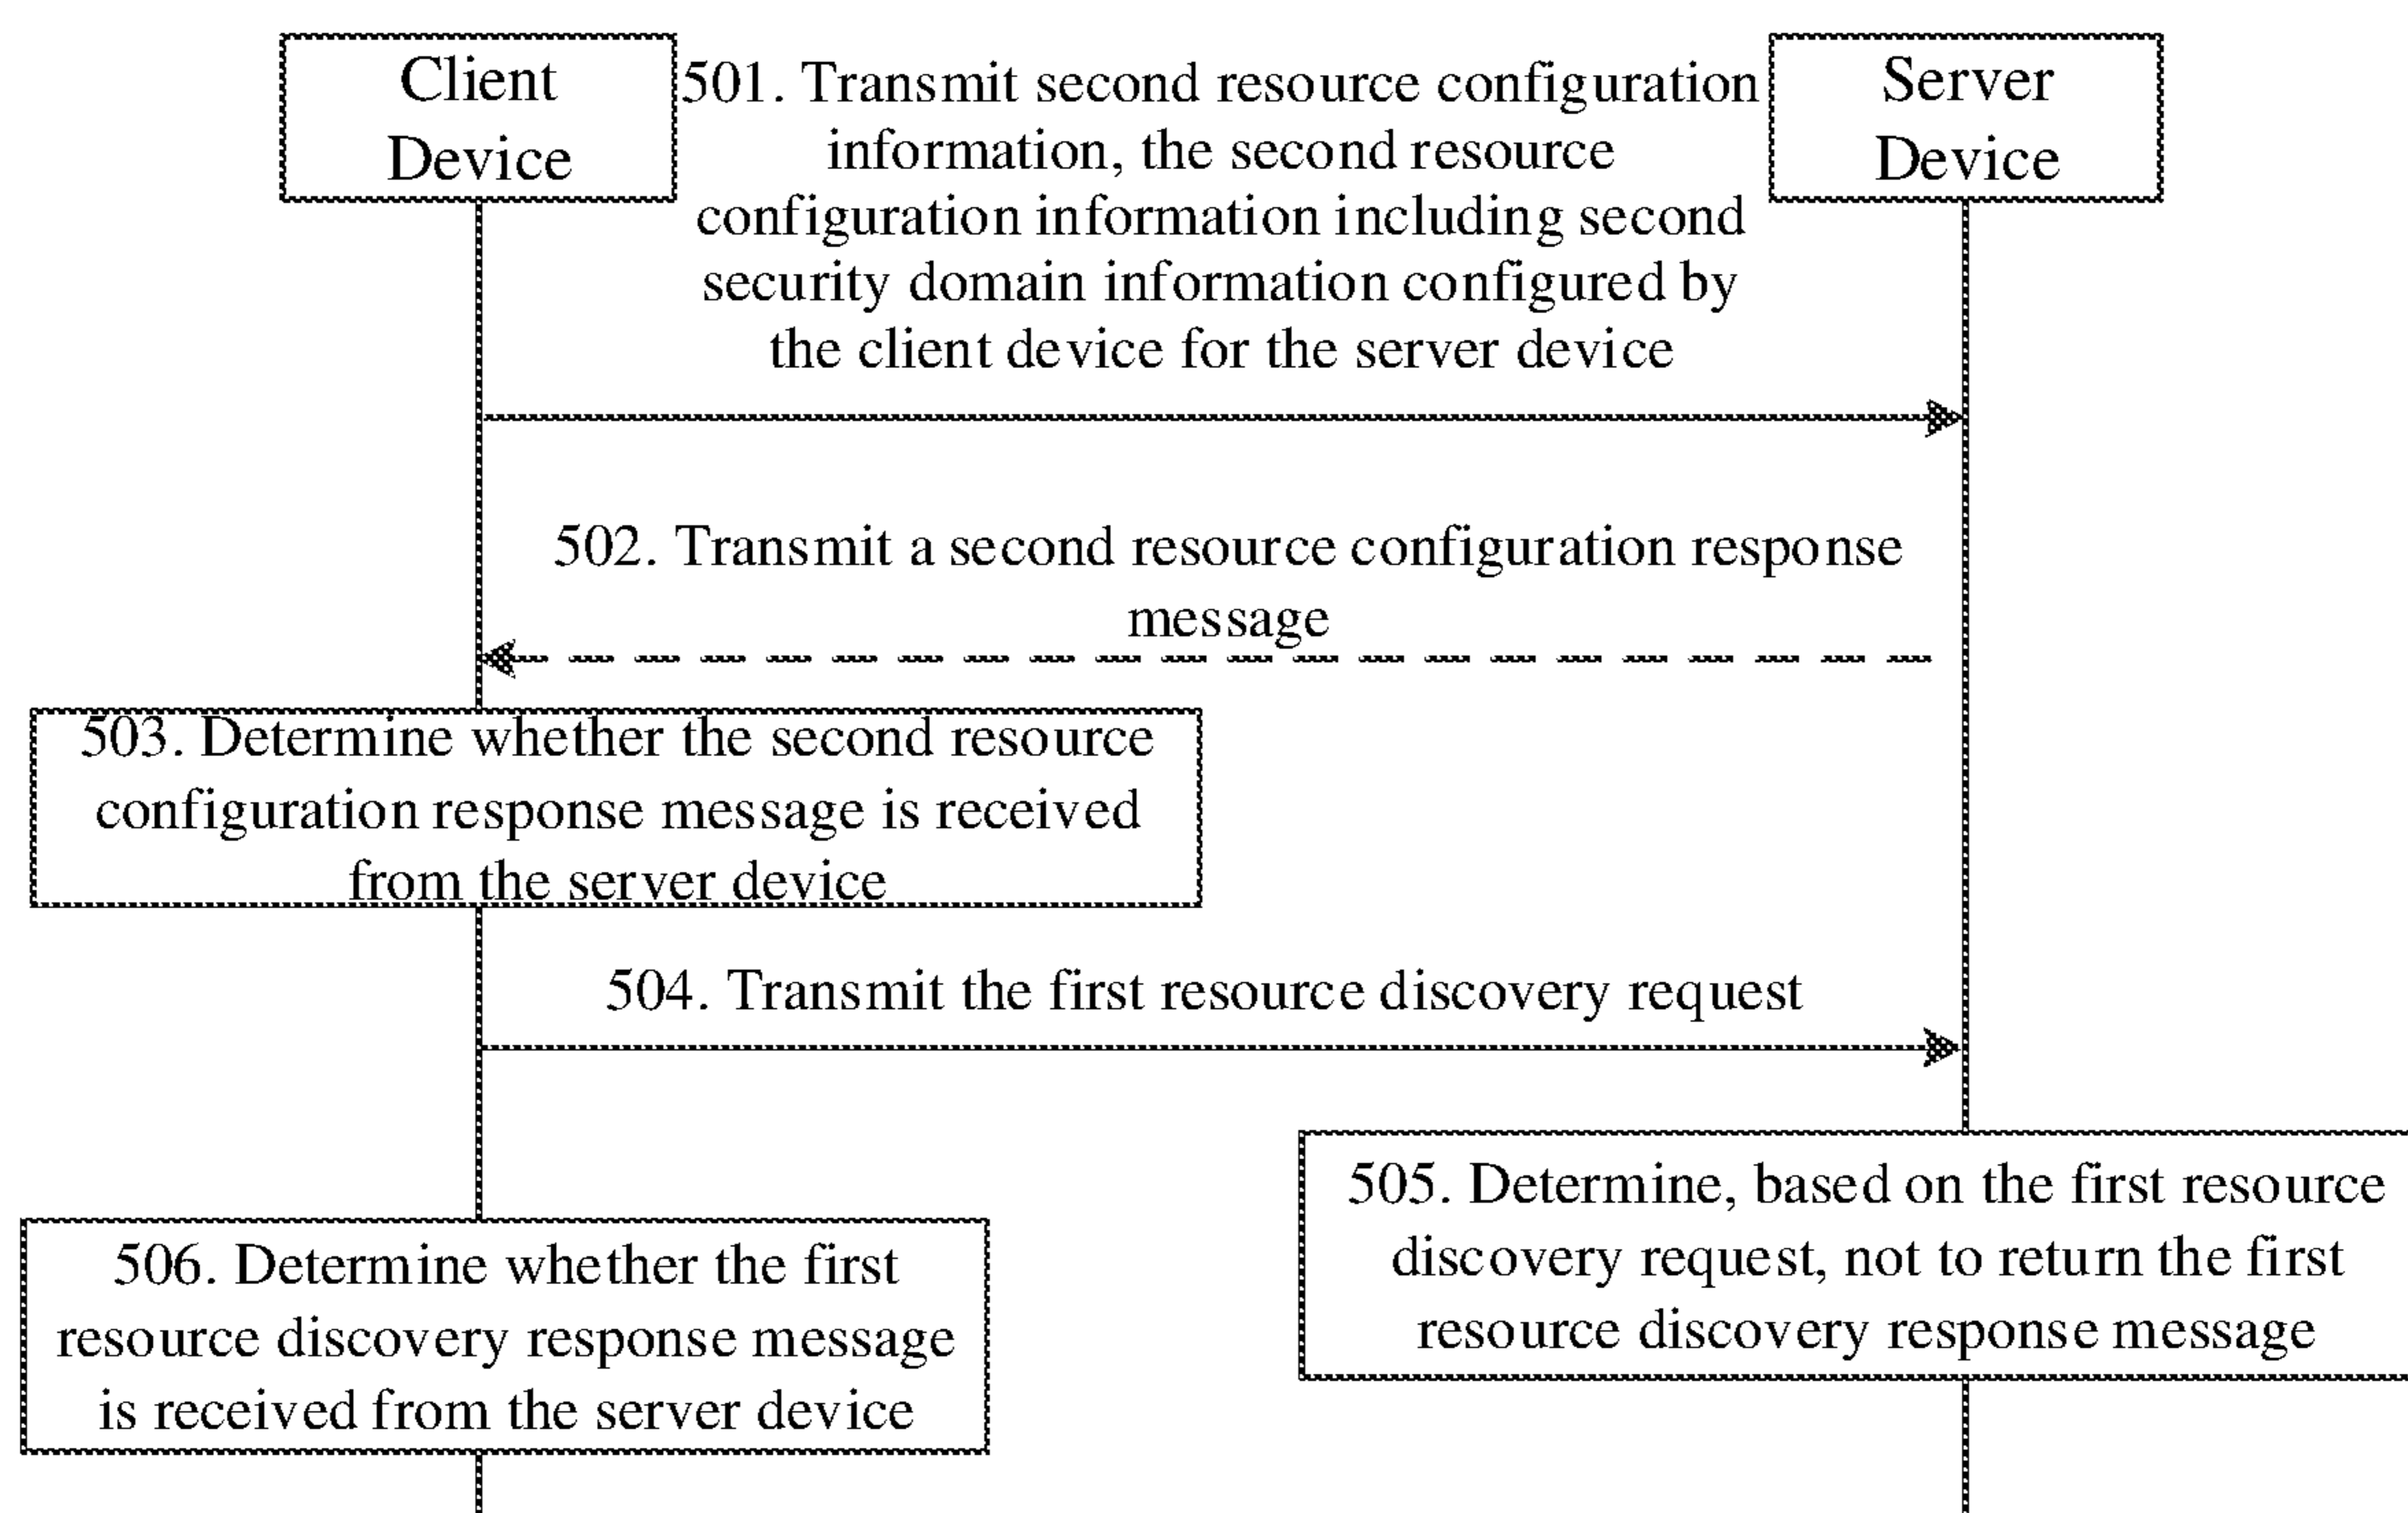 Client
Device
501. Transmit second resource configuration
information, the second resource
configuration information including second
security domain information configured by
the client device for the server device
Server
Device
502. Transmit a second resource configuration response
message
503. Determine whether the second resource
configuration response message is received
from the server device
504. Transmit the first resource discovery request
505. Determine, based on the first resource
discovery request, not to return the first
resource discovery response message
506. Determine whether the first
resource discovery response message
is received from the server device